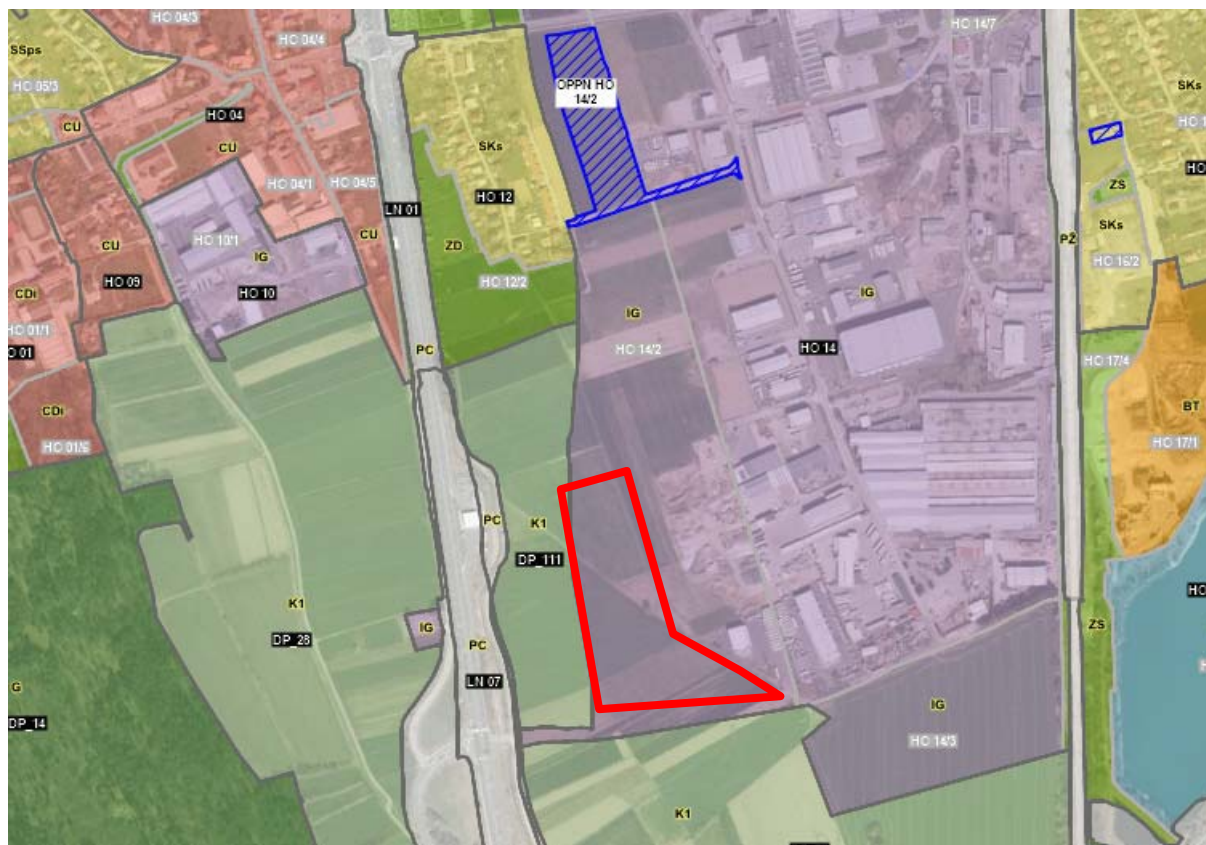 HO 04/3
HO 04/4
HO 14/7
SSps
HO 05/3
OPPN HO
14/2
SKs
HO 04
CU
CU
SKs
HO
ZS
HO 04/1
HO 04/5
HO 12
LN 01
CU
SKs
PŽ
HO 10/1
CU
ZD
IG
HO 16/2
HO 09
HO 10
HO 12/2
CDi
IG
IG
HO 01/1
HO 14/2
HO 14
PC
HO 17/4
CDi
BT
HO 01/6
HO 17/1
PC
K1
DP_111
HO
K1
IG
ZS
DP_28
PC
LN 07
G
DP_14
IG
HO 14/3
K1